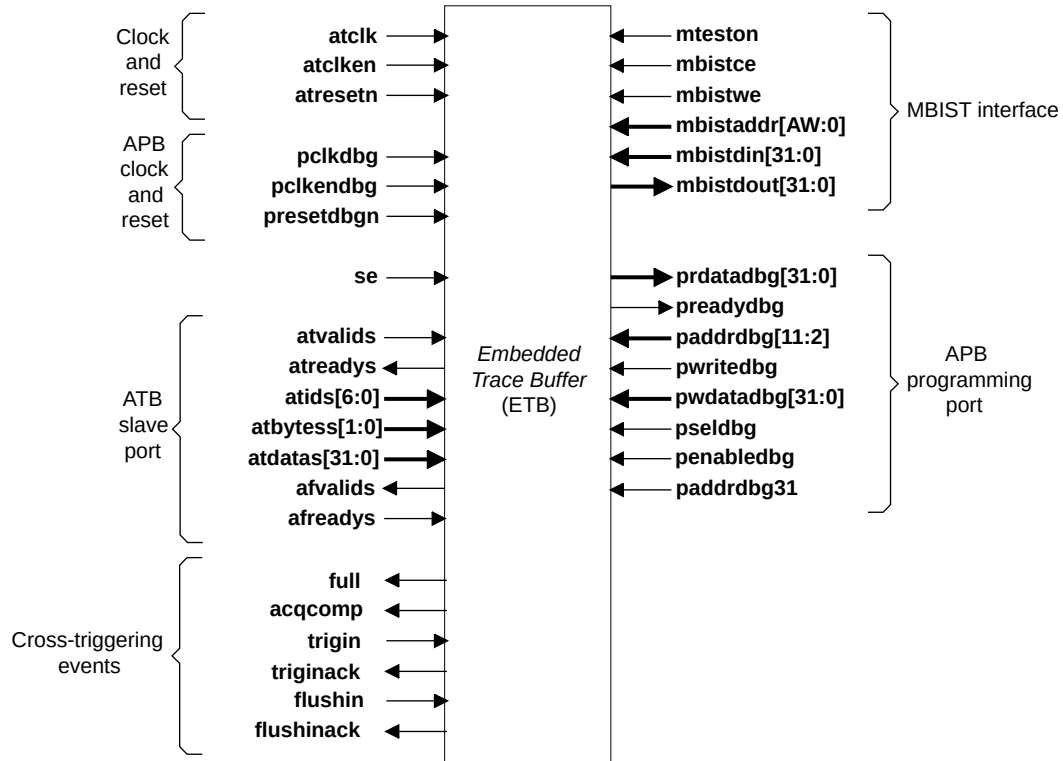 Clock
and
reset
atclk
atclken
atresetn
APB
clock
and
reset
pclkdbg
pclkendbg
presetdbgn
se
ATB
slave
port
atvalids
atreadys
atids[6:0]
atbytess[1:0]
atdatas[31:0]
afvalids
afreadys
Cross-triggering
events
full
acqcomp
trigin
triginack
flushin
flushinack
Embedded
Trace Buffer
(ETB)
mteston
mbistce
mbistwe
mbistaddr[AW:0]
mbistdin[31:0]
mbistdout[31:0]
MBIST interface
prdatadbg[31:0]
preadydbg
paddrdbg[11:2]
pwritedbg
pwdatadbg[31:0]
pseldbg
penabledbg
paddrdbg31
APB
programming
port